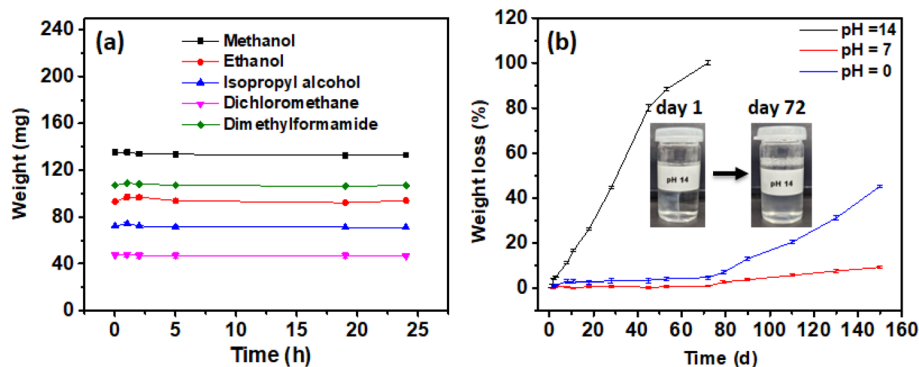 (a)
Methanol
Ethanol
Isopropyl alcohol
Dichloromethane
Dimethylformamide
Weight (mg)
240
200
160
120
80
40
0
0 5 10 15 20 25
Time (h)
(b)
pH =14
pH = 7
pH = 0
Weight loss (%)
120
100
80
60
40
20
0
day 1
day 72
pH 14
pH 14
0 20 40 60 80 100 120 140 160
Time (d)